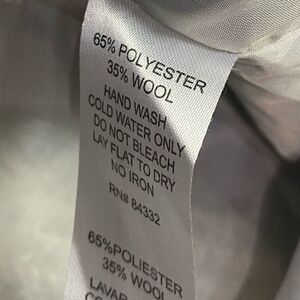 65% POLYESTER
35% WOOL
HAND WASH
COLD WATER ONLY
DO NOT BLEACH
LAY FLAT TO DRY
NO IRON
RN# 84332
65%POLIESTER
35% WOOL